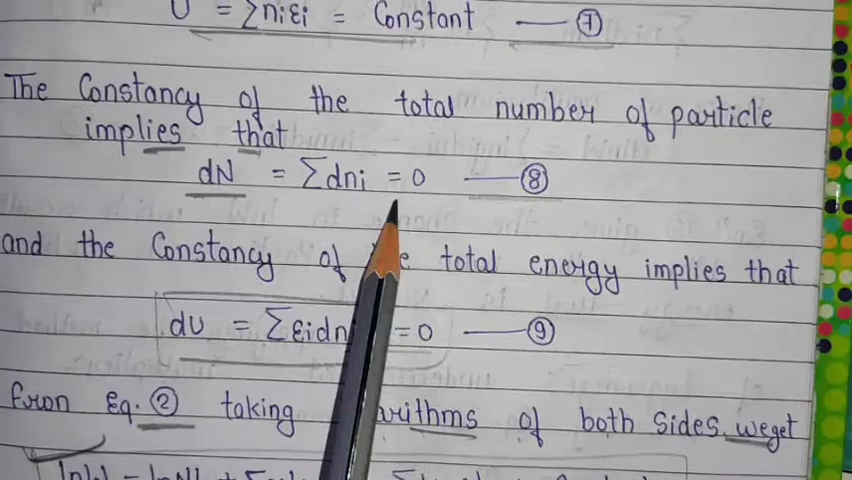 U = Σniεi = Constant —— ⑦
The Constancy of the total number of particle
implies that
dN = Σdni = 0 —— ⑧
and the Constancy of total energy implies that
dU = Σεidni = 0 —— ⑨
from Eq. ② taking of both sides. weget